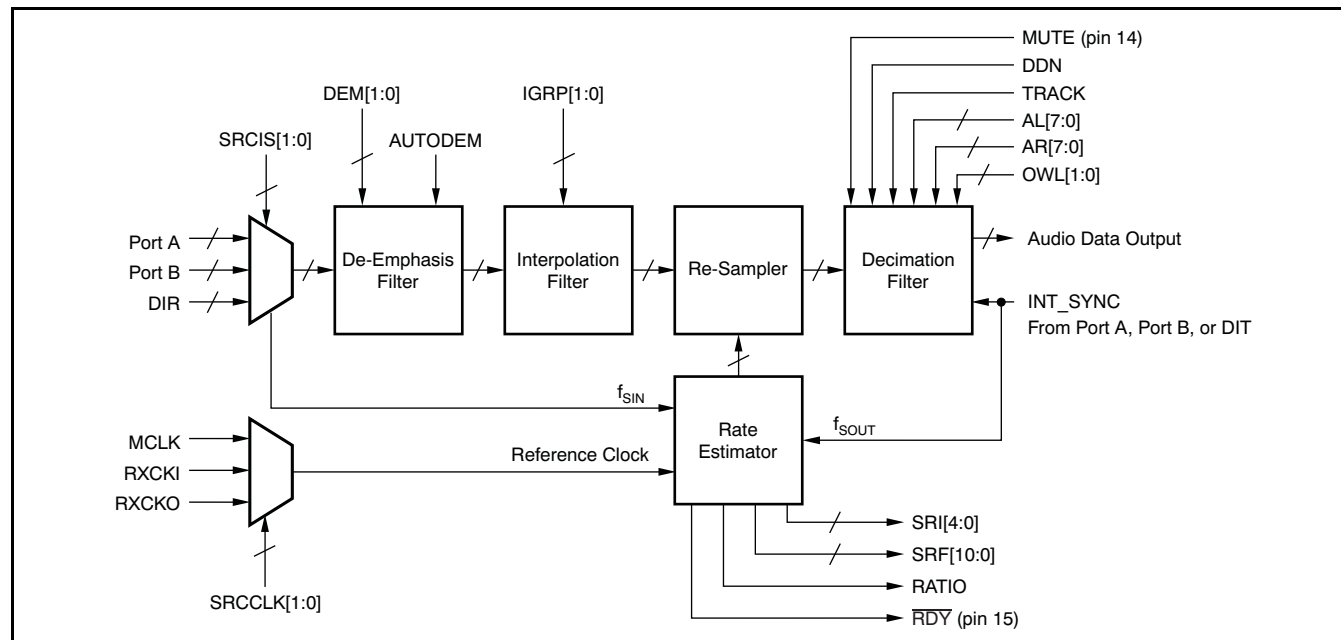 MUTE (pin 14)
DDN
TRACK
AL[7:0]
AR[7:0]
OWL[1:0]
DEM[1:0]
IGRP[1:0]
SRCIS[1:0]
AUTODEM
Port A
Port B
DIR
De-Emphasis
Filter
Interpolation
Filter
Re-Sampler
Decimation
Filter
Audio Data Output
INT_SYNC
From Port A, Port B, or DIT
fSIN
fSOUT
MCLK
RXCKI
RXCKO
Reference Clock
Rate
Estimator
SRCCLK[1:0]
SRI[4:0]
SRF[10:0]
RATIO
RDY (pin 15)